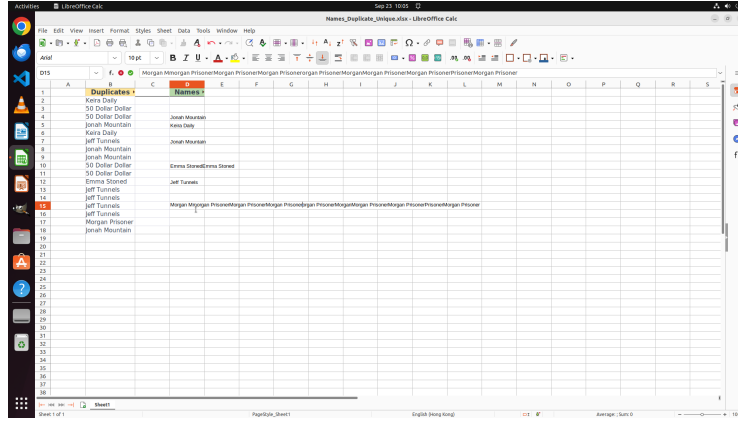 Activities LibreOffice Calc Sep 23 10:05
Names_Duplicate_Unique.xlsx - LibreOffice Calc
File Edit View Insert Format Styles Sheet Data Tools Window Help
Arial 10 pt
D15 Morgan Mmorgan PrisonerMorgan PrisonerMorgan Prisonerorgan PrisonerMorganMorgan PrisonerMorgan PrisonerPrisonerMorgan Prisoner
A B C D E F G H I J K L M N O P Q R S
1 Duplicates Names
2 Keira Daily
3 50 Dollar Dollar
4 50 Dollar Dollar Jonah Mountain
5 Jonah Mountain Keira Daily
6 Keira Daily
7 Jeff Tunnels Jonah Mountain
8 Jonah Mountain
9 Jonah Mountain
10 50 Dollar Dollar Emma StonedEmma Stoned
11 50 Dollar Dollar
12 Emma Stoned Jeff Tunnels
13 Jeff Tunnels
14 Jeff Tunnels
15 Jeff Tunnels Morgan Mmorgan PrisonerMorgan PrisonerMorgan Prisonerorgan PrisonerMorganMorgan PrisonerMorgan PrisonerPrisonerMorgan Prisoner
16 Jeff Tunnels
17 Morgan Prisoner
18 Jonah Mountain
19
20
21
22
23
24
25
26
27
28
29
30
31
32
33
34
35
36
37
38
Sheet1
Sheet 1 of 1 PageStyle_Sheet1 English (Hong Kong) Average: ; Sum: 0